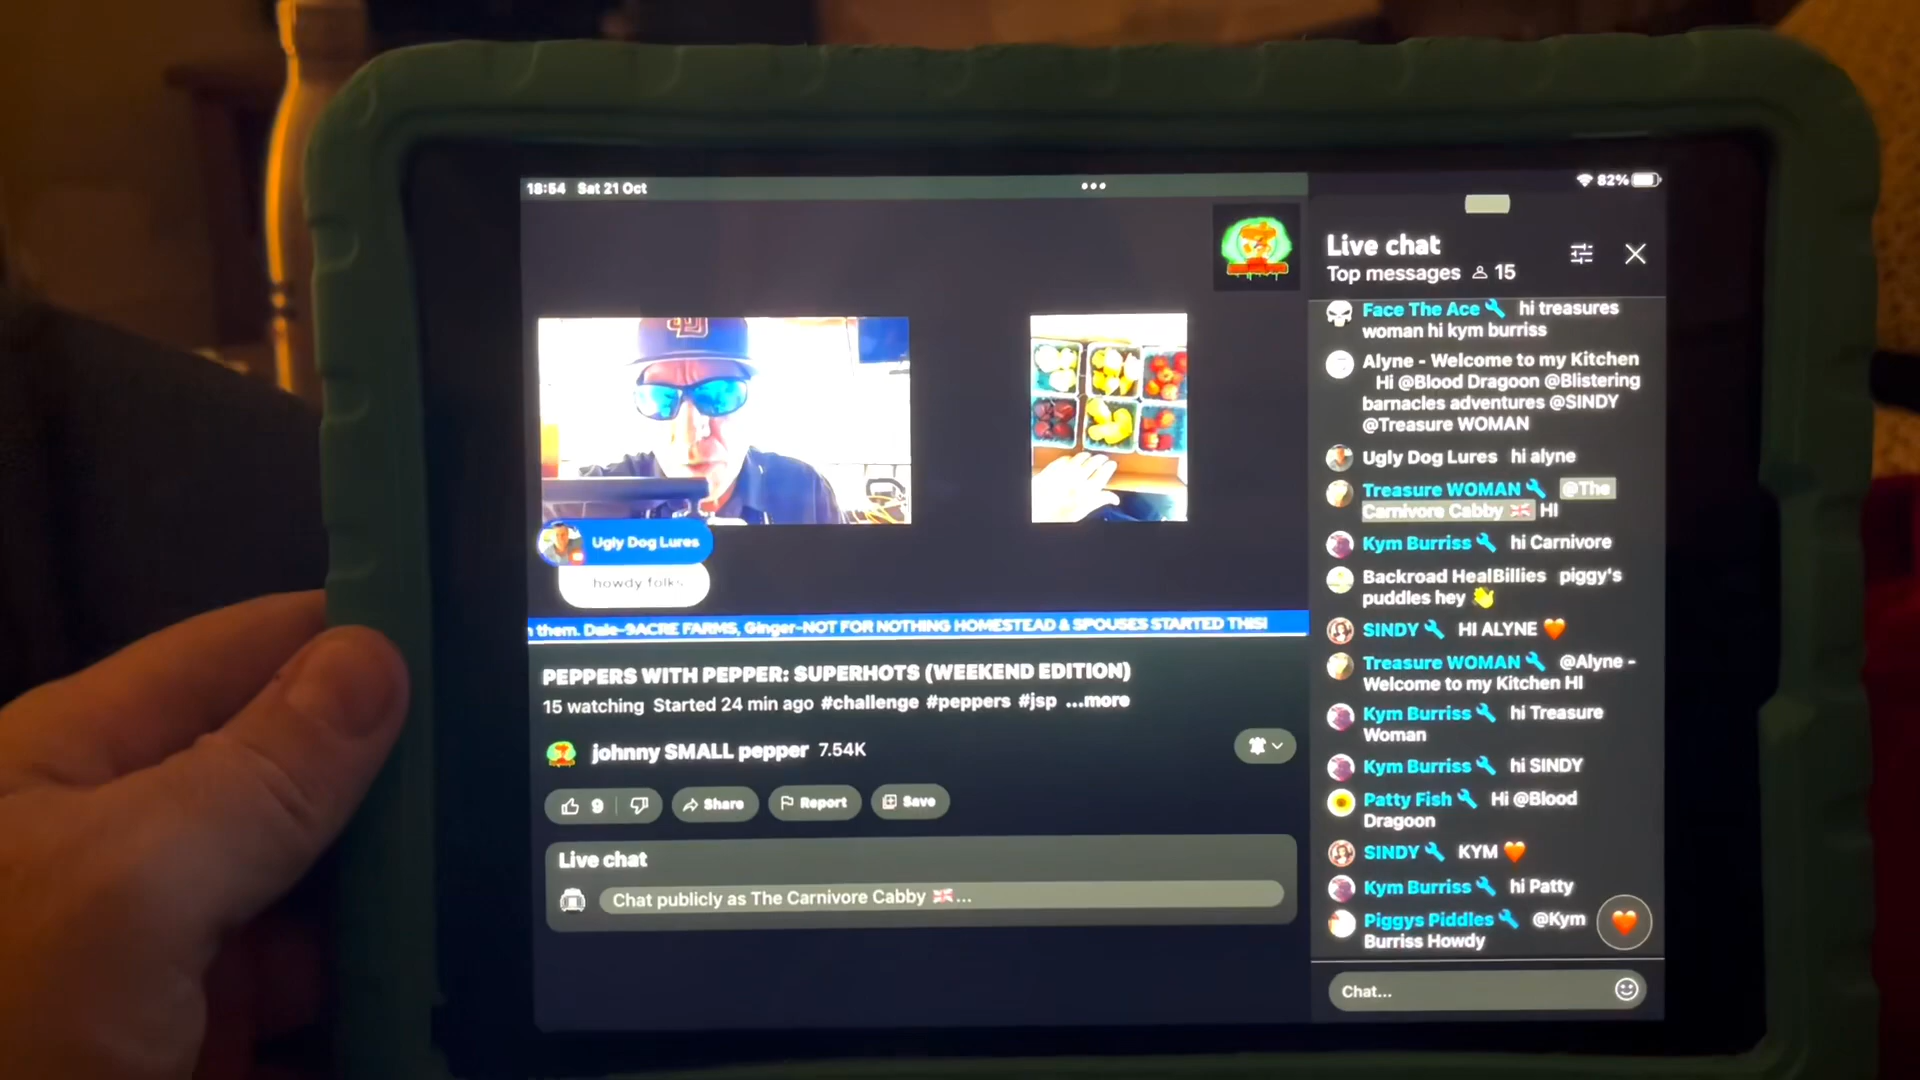 18:54 Sat 21 Oct
82%
Ugly Dog Lures
howdy folks
them. Dale-9ACRE FARMS, Ginger-NOT FOR NOTHING HOMESTEAD & SPOUSES STARTED THIS!
PEPPERS WITH PEPPER: SUPERHOTS (WEEKEND EDITION)
15 watching Started 24 min ago #challenge #peppers #jsp ...more
johnny SMALL pepper 7.54K
9 Share Report Save
Live chat
Chat publicly as The Carnivore Cabby 🇬🇧...
Live chat
Top messages 15
Face The Ace hi treasures
woman hi kym burriss
Alyne - Welcome to my Kitchen
Hi @Blood Dragoon @Blistering
barnacles adventures @SINDY
@Treasure WOMAN
Ugly Dog Lures hi alyne
Treasure WOMAN @The
Carnivore Cabby 🇬🇧 HI
Kym Burriss hi Carnivore
Backroad HealBillies piggy's
puddles hey 👋
SINDY HI ALYNE 🧡
Treasure WOMAN @Alyne -
Welcome to my Kitchen HI
Kym Burriss hi Treasure
Woman
Kym Burriss hi SINDY
Patty Fish Hi @Blood
Dragoon
SINDY KYM 🧡
Kym Burriss hi Patty
Piggys Piddles @Kym
Burriss Howdy
Chat...